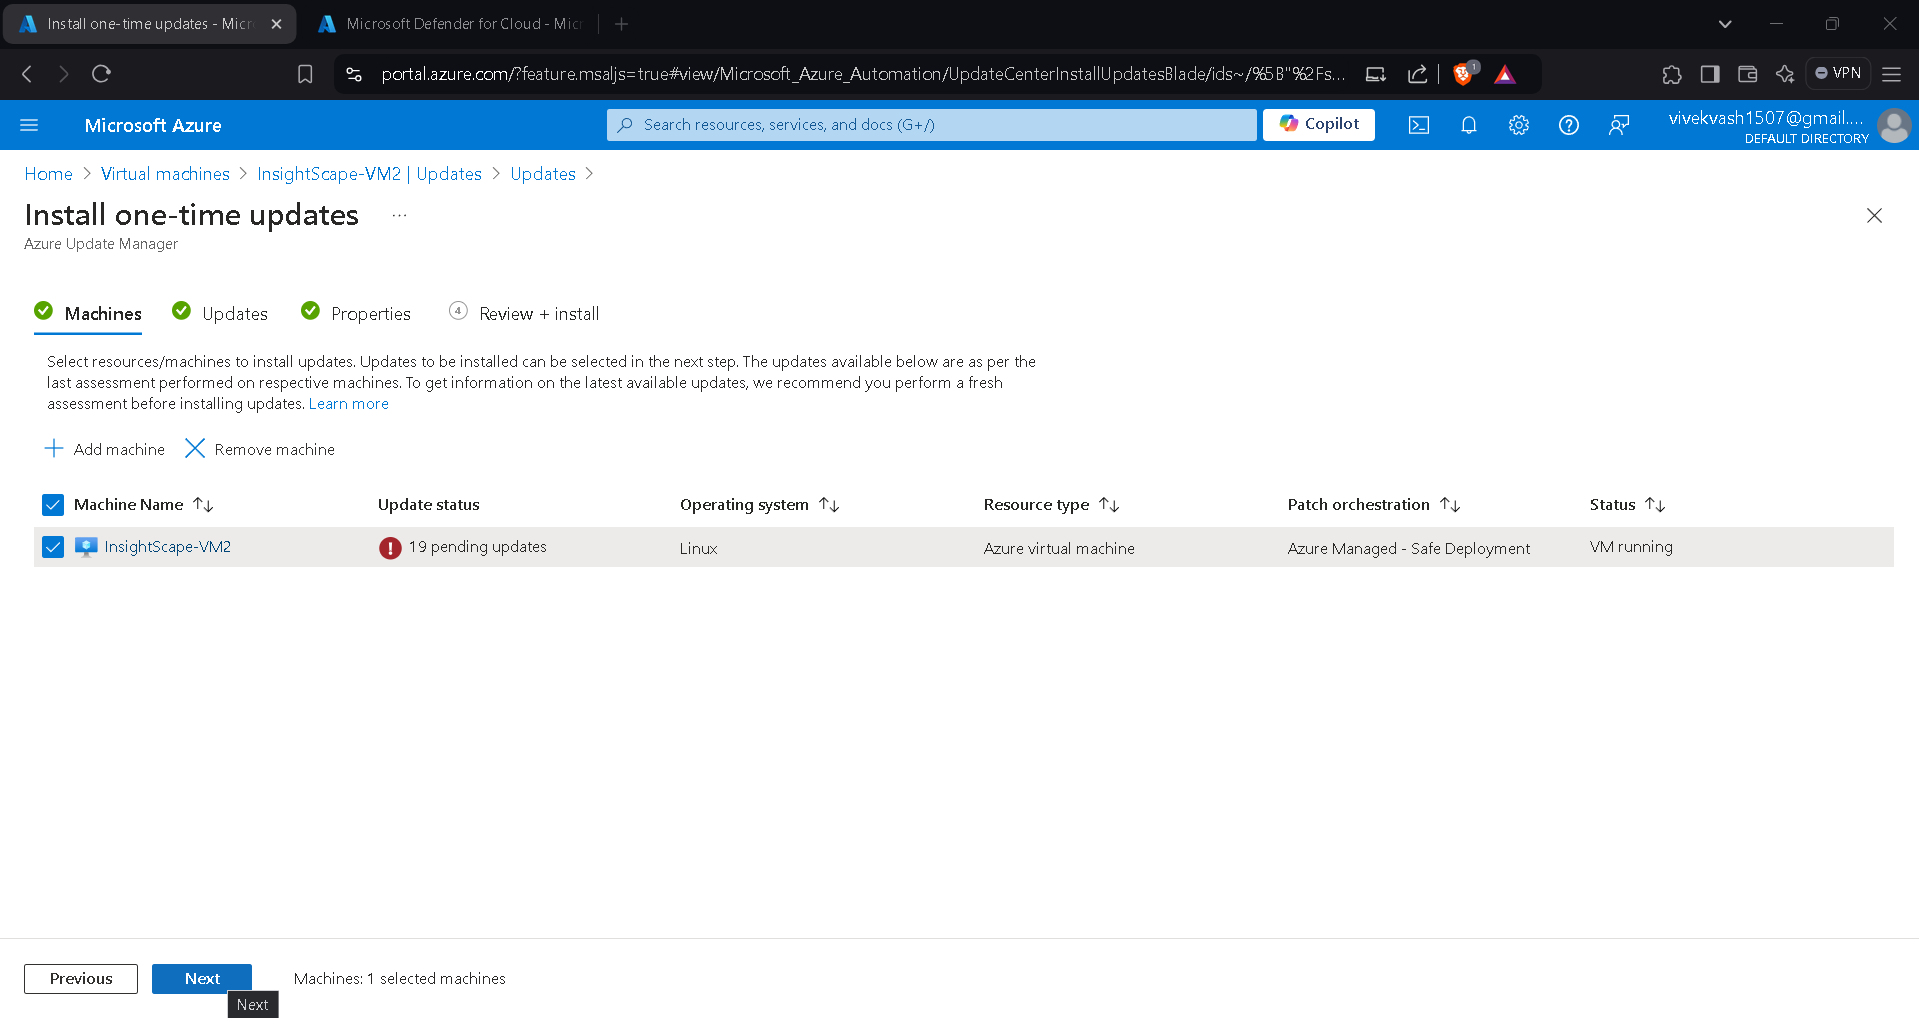 Install one-time updates - Micr
Microsoft Defender for Cloud - Mic
portal.azure.com/?feature.msaljs=true#view/Microsoft_Azure_Automation/UpdateCenterInstallUpdatesBlade/ids~/%5B"%2Fs...
1
VPN
Microsoft Azure
Search resources, services, and docs (G+/)
Copilot
vivekvash1507@gmail....
DEFAULT DIRECTORY
Home > Virtual machines > InsightScape-VM2 | Updates > Updates >
Install one-time updates ...
Azure Update Manager
Machines
Updates
Properties
4 Review + install
Select resources/machines to install updates. Updates to be installed can be selected in the next step. The updates available below are as per the
last assessment performed on respective machines. To get information on the latest available updates, we recommend you perform a fresh
assessment before installing updates. Learn more
Add machine
Remove machine
Machine Name Update status Operating system Resource type Patch orchestration Status
InsightScape-VM2 19 pending updates Linux Azure virtual machine Azure Managed - Safe Deployment VM running
Previous
Next
Machines: 1 selected machines
Next